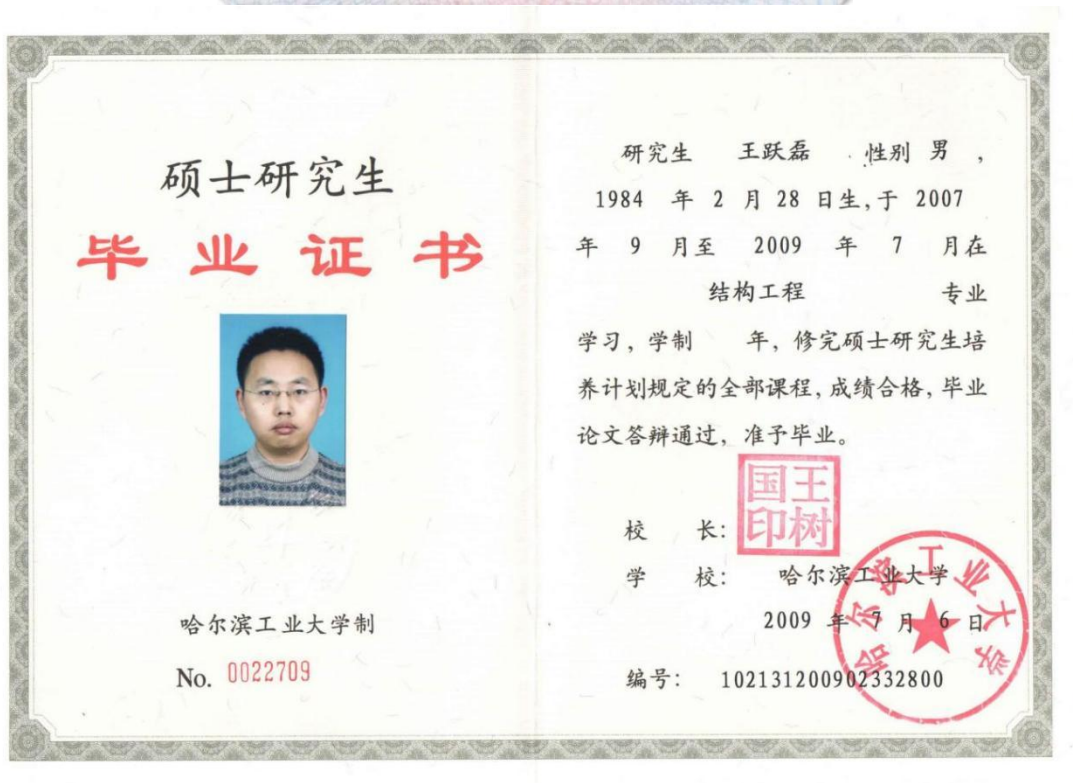 硕士研究生
毕业证书
哈尔滨工业大学制
No. 0022709
研究生 王跃磊 性别 男 ，
1984 年 2 月 28 日生，于 2007
年 9 月至 2009 年 7 月在
结构工程 专业
学习，学制 年，修完硕士研究生培
养计划规定的全部课程，成绩合格，毕业
论文答辩通过，准予毕业。
校 长：
王树国印
学 校： 哈尔滨工业大学
2009 年 7 月 6 日
哈尔滨工业大学
编号： 102131200902332800